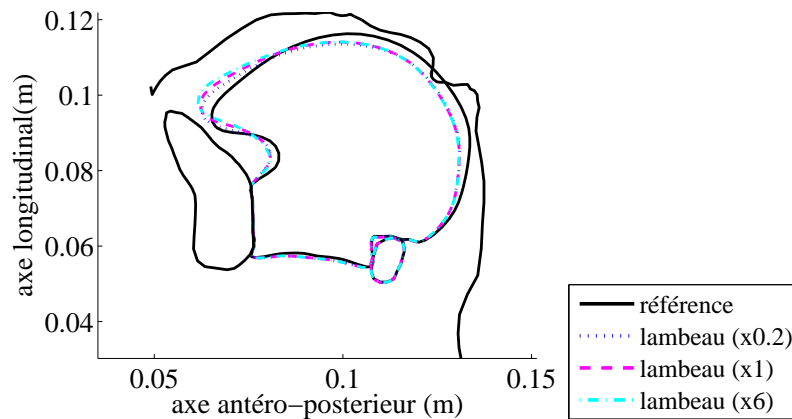 0.12
0.1
0.08
0.06
0.04
axe longitudinal(m)
0.05
0.1
0.15
axe antéro−posterieur (m)
référence
lambeau (x0.2)
lambeau (x1)
lambeau (x6)